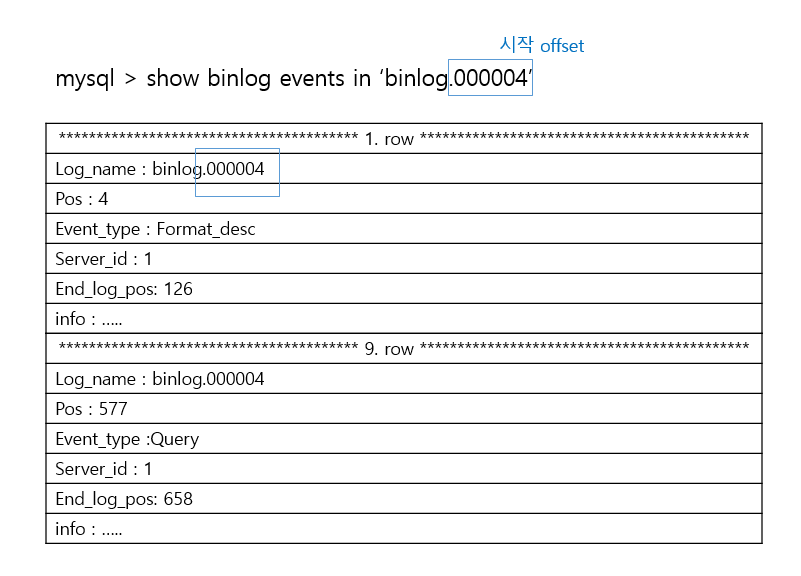 시작 offset
mysql > show binlog events in ‘binlog.000004’
**************************************** 1. row ********************************************
Log_name : binlog.000004
Pos : 4
Event_type : Format_desc
Server_id : 1
End_log_pos: 126
info : …..
**************************************** 9. row ********************************************
Log_name : binlog.000004
Pos : 577
Event_type :Query
Server_id : 1
End_log_pos: 658
info : …..